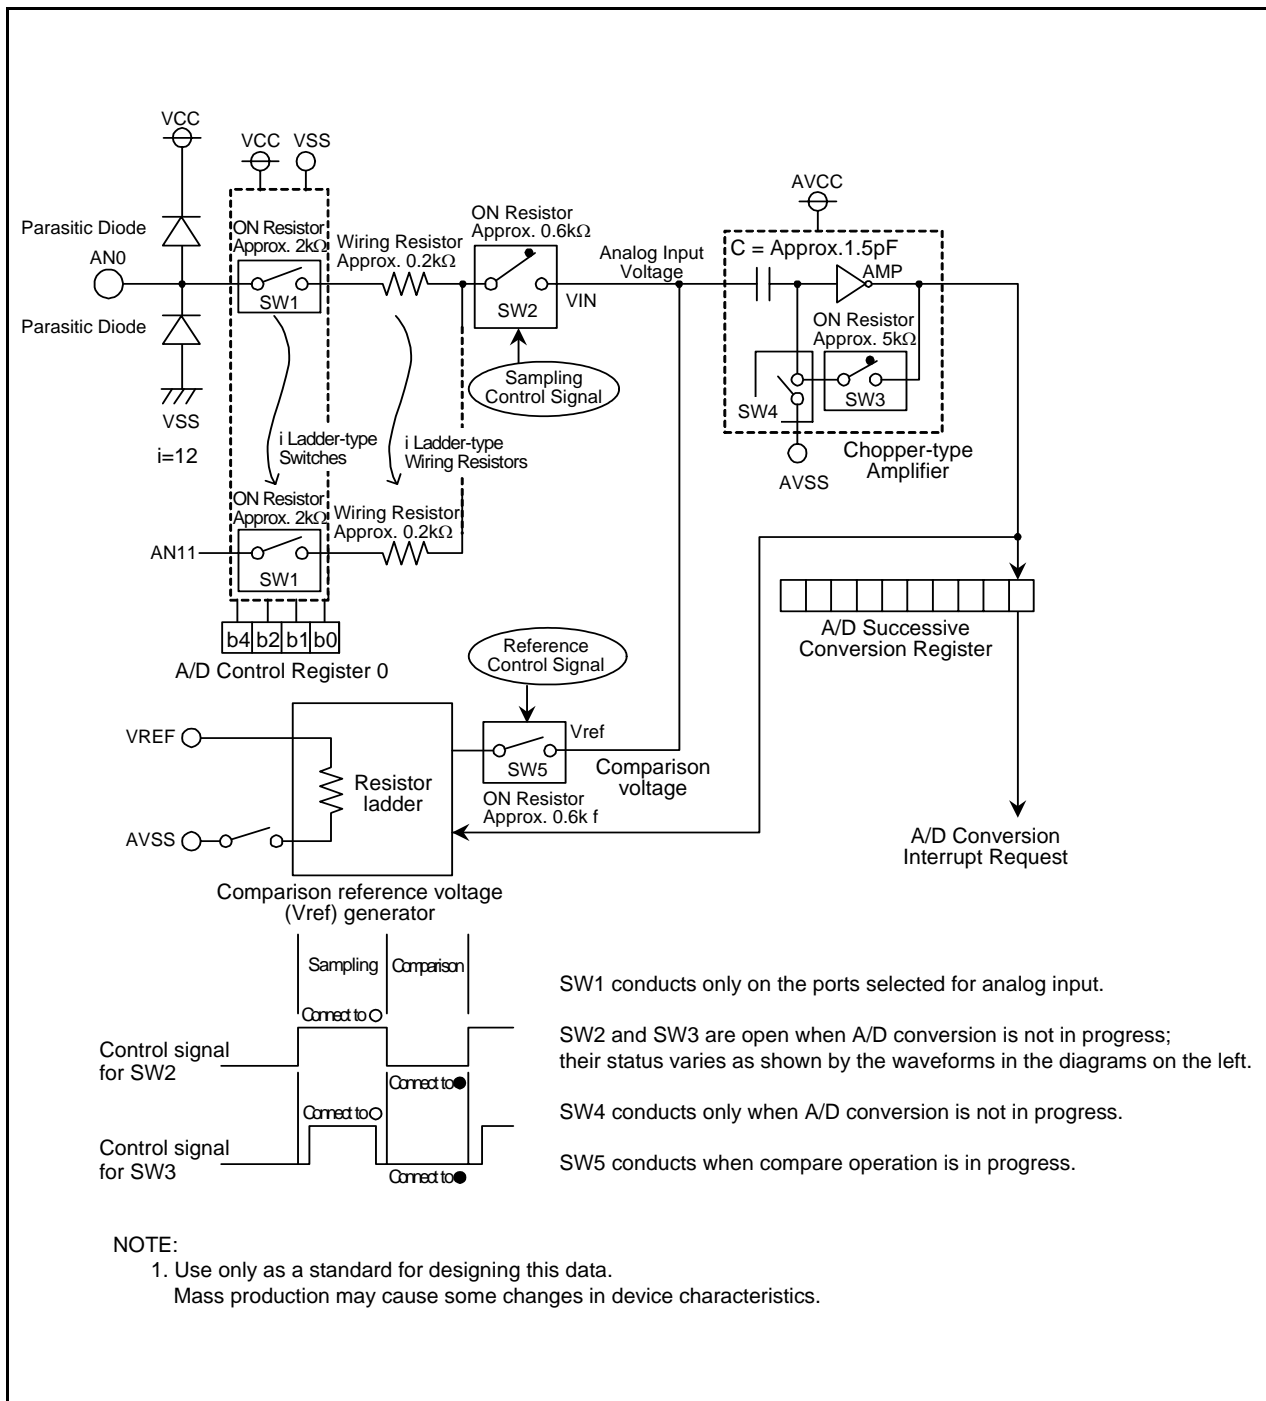 VCC
VCC
VSS
AVCC
Parasitic Diode
ON Resistor
Approx. 2kΩ
Wiring Resistor
Approx. 0.2kΩ
ON Resistor
Approx. 0.6kΩ
Analog Input
Voltage
C = Approx.1.5pF
AMP
AN0
SW1
SW2
VIN
Parasitic Diode
ON Resistor
Approx. 5kΩ
Sampling
Control Signal
SW4
SW3
VSS
i=12
i Ladder-type
Switches
i Ladder-type
Wiring Resistors
Chopper-type
Amplifier
AVSS
ON Resistor
Approx. 2kΩ
Wiring Resistor
Approx. 0.2kΩ
AN11
SW1
b4 b2 b1 b0
A/D Control Register 0
A/D Successive
Conversion Register
Reference
Control Signal
VREF
Vref
SW5
Resistor
ladder
Comparison
voltage
ON Resistor
Approx. 0.6k f
AVSS
A/D Conversion
Interrupt Request
Comparison reference voltage
(Vref) generator
Sampling
Comparison
Connect to
Control signal
for SW2
Connect to
Connect to
Control signal
for SW3
Connect to
SW1 conducts only on the ports selected for analog input.
SW2 and SW3 are open when A/D conversion is not in progress;
their status varies as shown by the waveforms in the diagrams on the left.
SW4 conducts only when A/D conversion is not in progress.
SW5 conducts when compare operation is in progress.
NOTE:
1. Use only as a standard for designing this data.
Mass production may cause some changes in device characteristics.